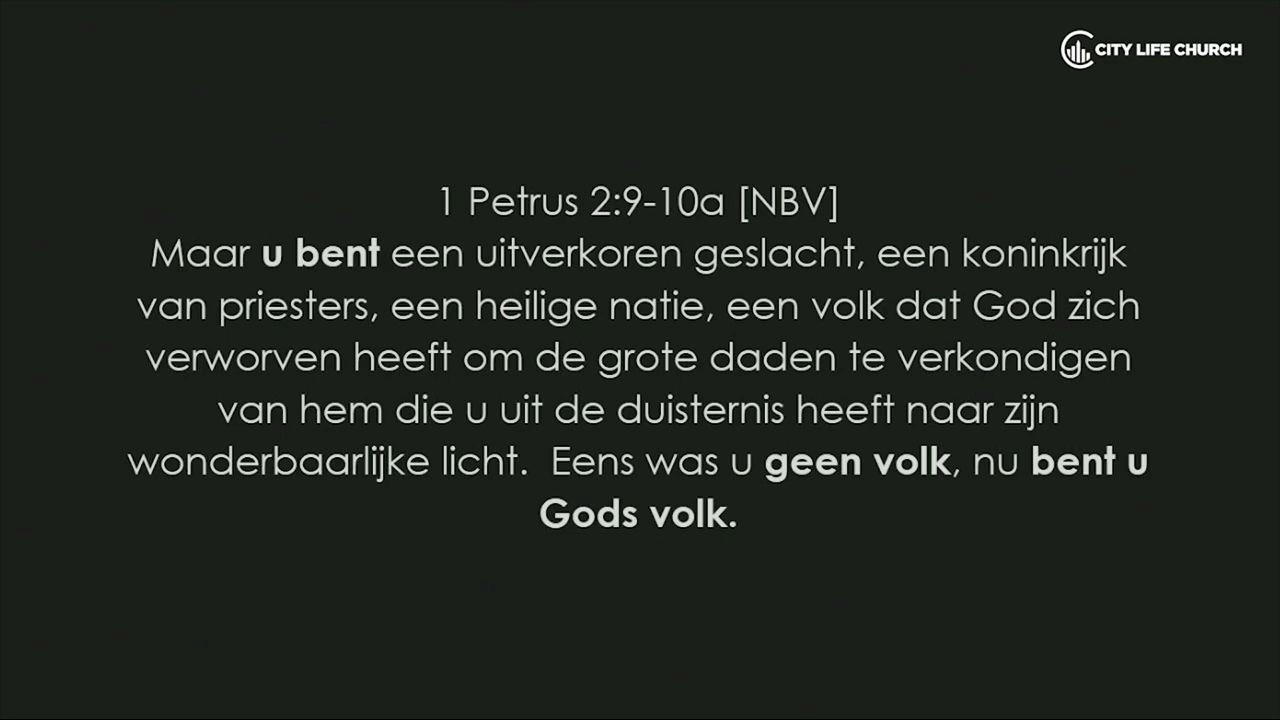 CITY LIFE CHURCH
1 Petrus 2:9-10a [NBV]
Maar u bent een uitverkoren geslacht, een koninkrijk
van priesters, een heilige natie, een volk dat God zich
verworven heeft om de grote daden te verkondigen
van hem die u uit de duisternis heeft naar zijn
wonderbaarlijke licht.  Eens was u geen volk, nu bent u
Gods volk.